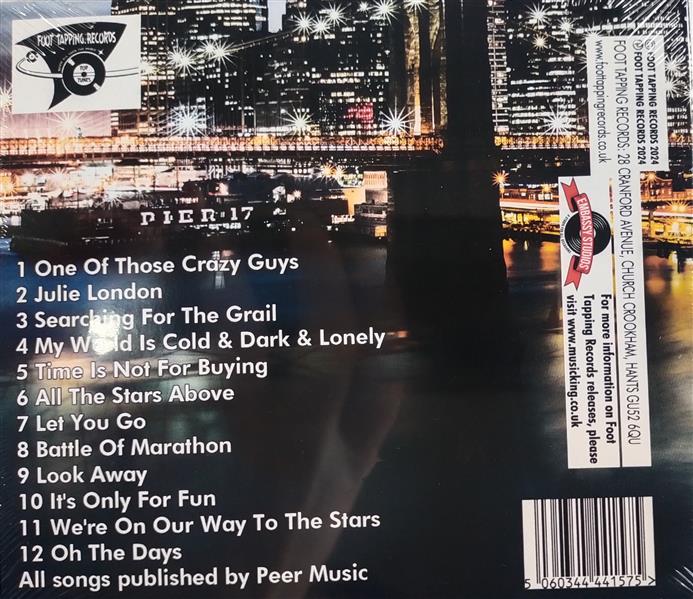 FOOT TAPPING RECORDS
TOP
TUNES
PIER 17
1 One Of Those Crazy Guys
2 Julie London
3 Searching For The Grail
4 My World Is Cold & Dark & Lonely
5 Time Is Not For Buying
6 All The Stars Above
7 Let You Go
8 Battle Of Marathon
9 Look Away
10 It's Only For Fun
11 We're On Our Way To The Stars
12 Oh The Days
All songs published by Peer Music
Ⓟ FOOT TAPPING RECORDS 2024
© FOOT TAPPING RECORDS 2024
FOOT TAPPING RECORDS: 28 CRANFORD AVENUE, CHURCH CROOKHAM, HANTS GU52 6QU
www.foottappingrecords.co.uk
EMBASSY STUDIOS
For more information on Foot
Tapping Records releases, please
visit www.musicking.co.uk
5 060344 441575 >